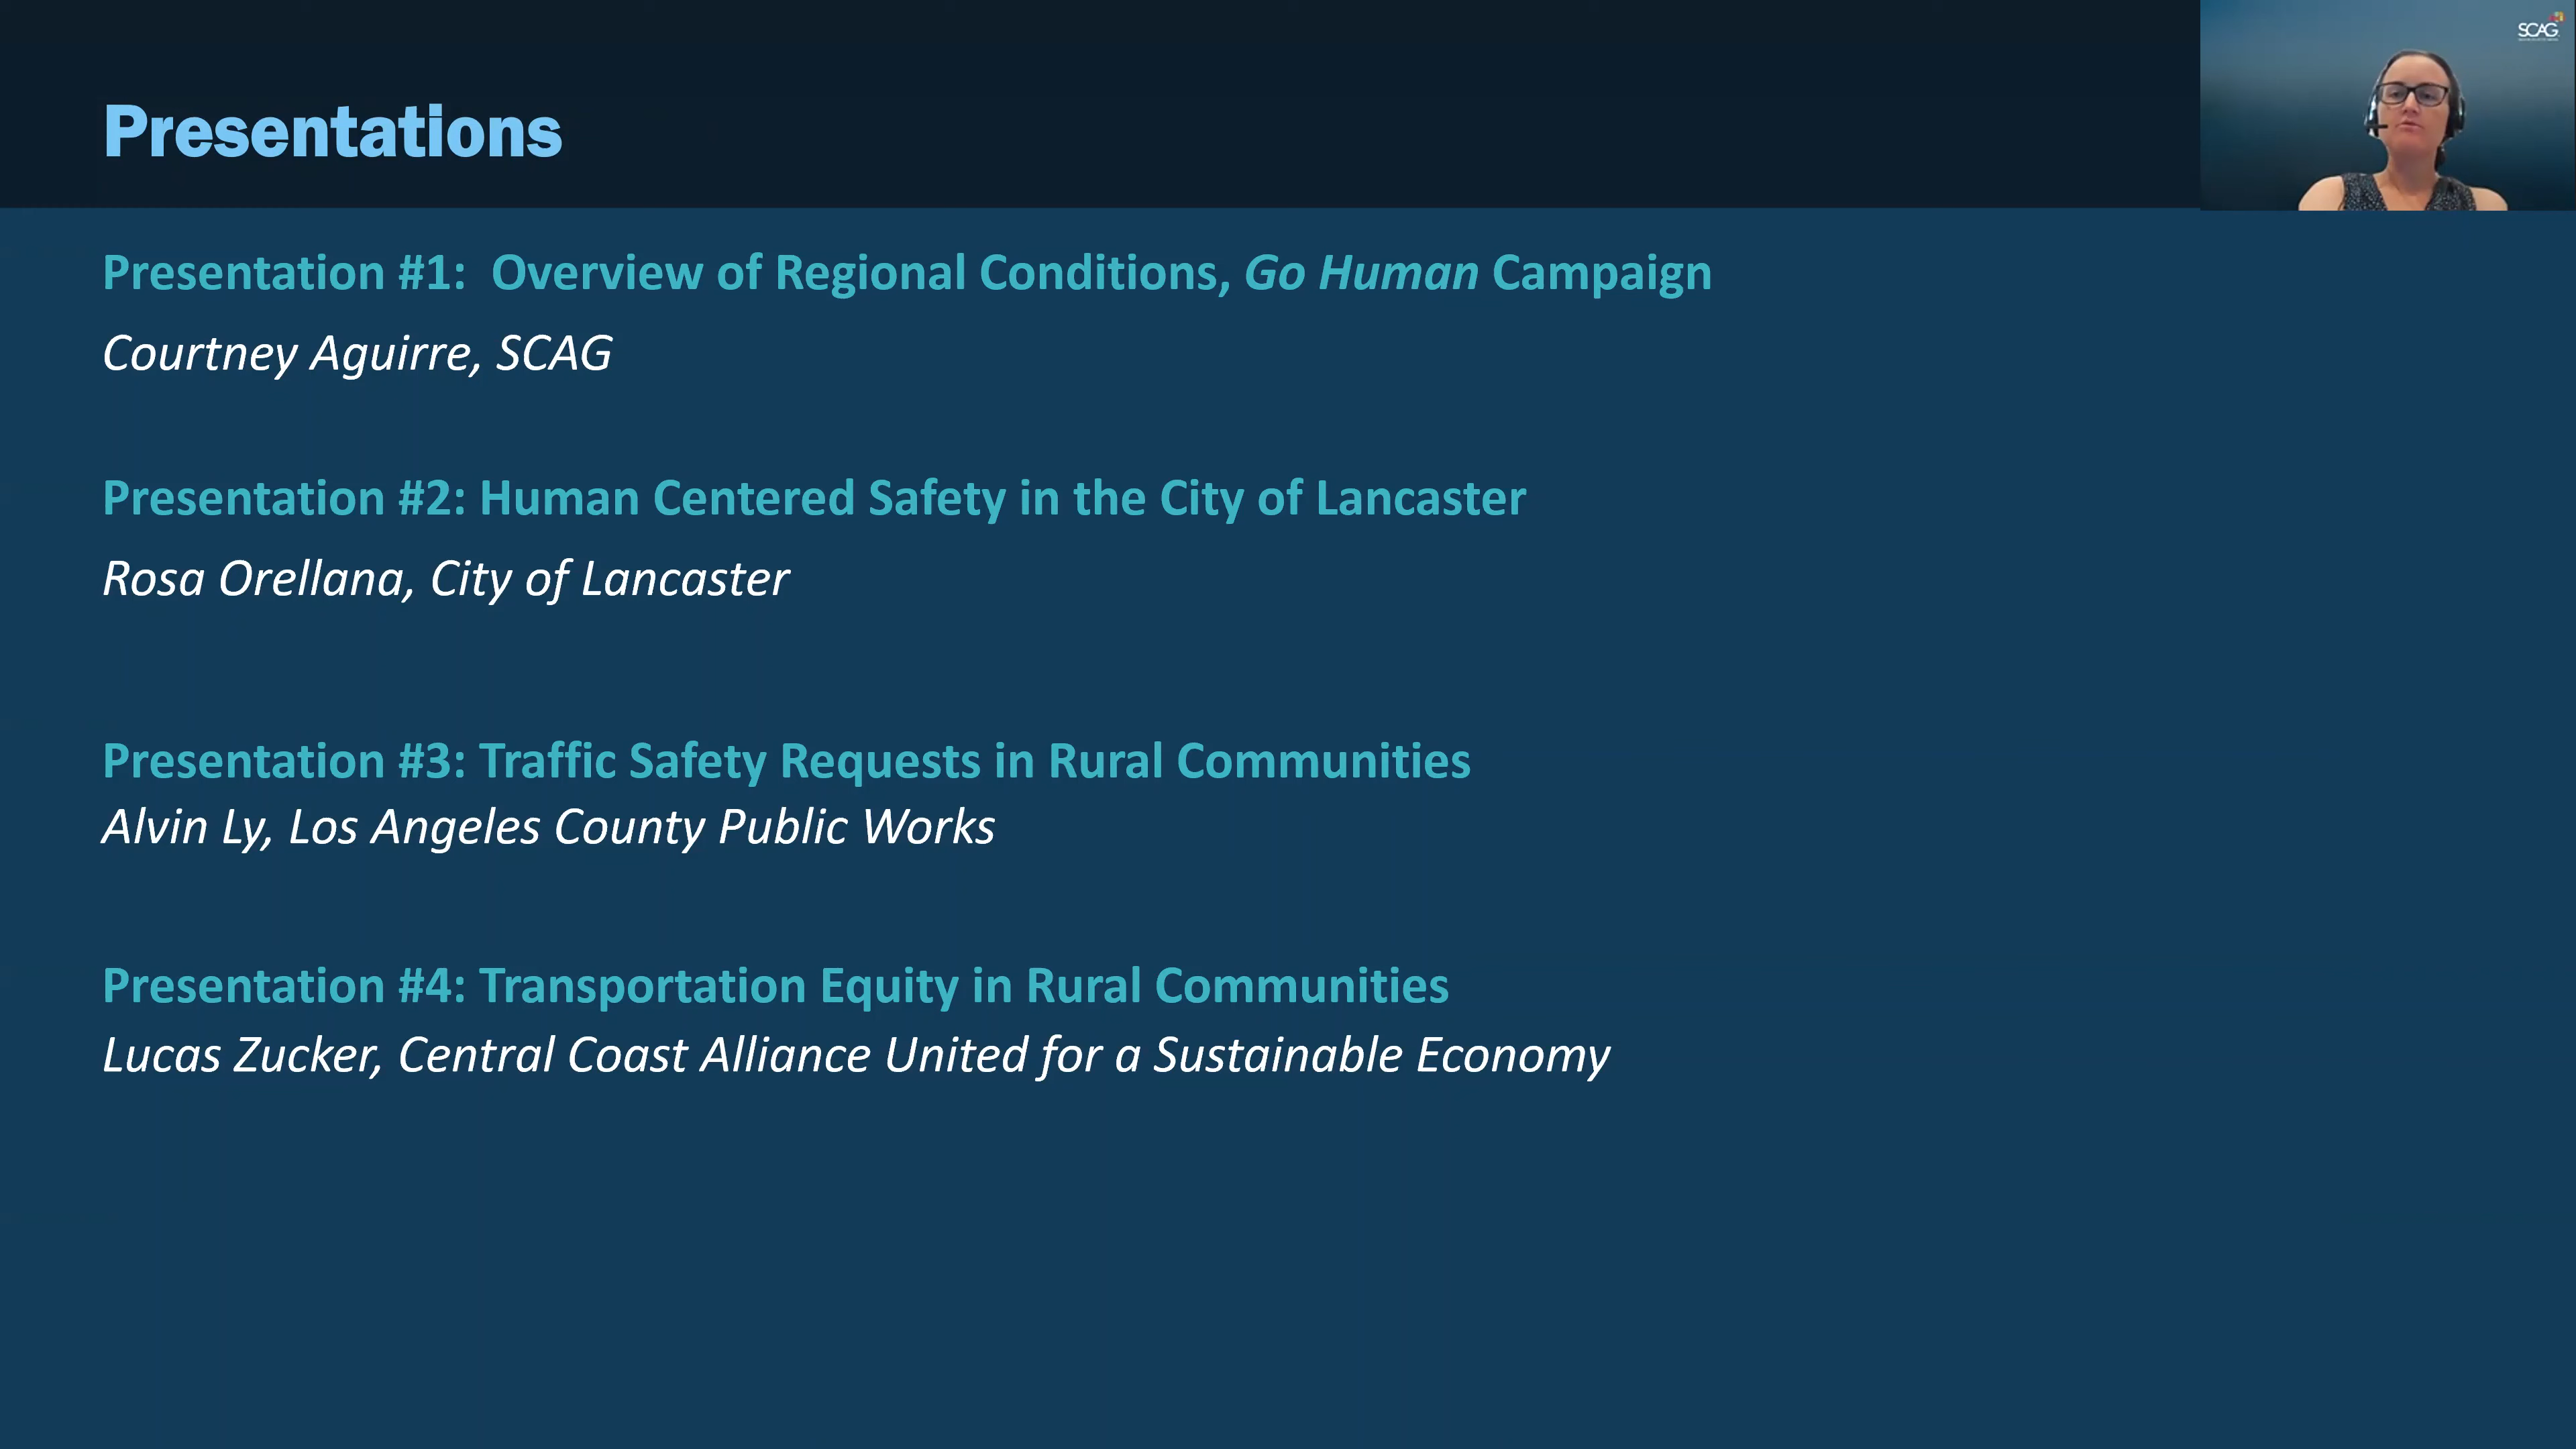 Presentations
SCAG
Presentation #1:  Overview of Regional Conditions, Go Human Campaign
Courtney Aguirre, SCAG
Presentation #2: Human Centered Safety in the City of Lancaster
Rosa Orellana, City of Lancaster
Presentation #3: Traffic Safety Requests in Rural Communities
Alvin Ly, Los Angeles County Public Works
Presentation #4: Transportation Equity in Rural Communities
Lucas Zucker, Central Coast Alliance United for a Sustainable Economy